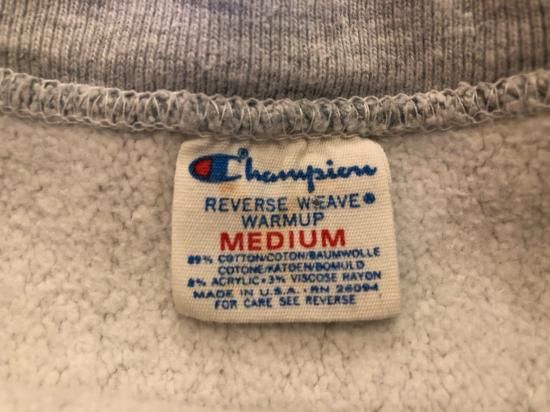 Champion®
REVERSE WEAVE®
WARMUP
MEDIUM
89% COTTON/COTON/BAUMWOLLE
COTONE/KATOEN/BOMULD
8% ACRYLIC • 3% VISCOSE RAYON
MADE IN U.S.A. • RN 26094
FOR CARE SEE REVERSE